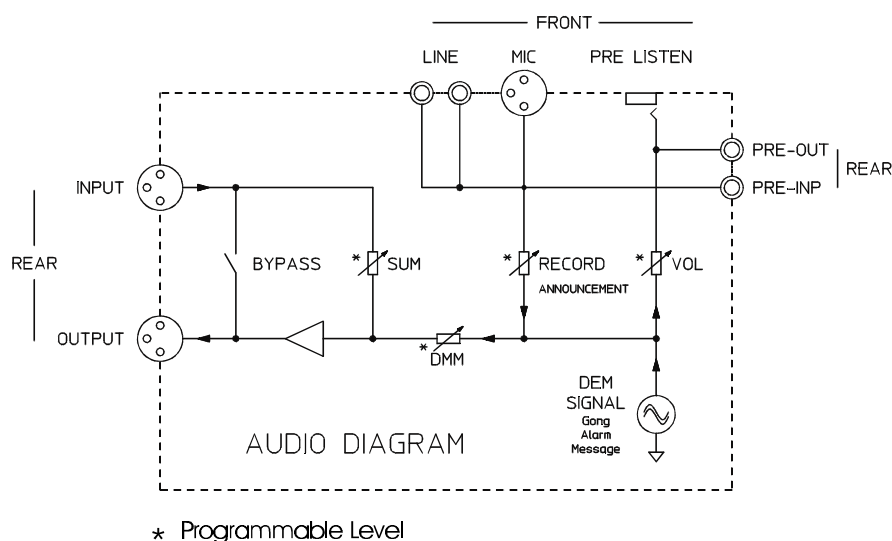 FRONT
LINE
MIC
PRE LISTEN
PRE-OUT
REAR
PRE-INP
INPUT
REAR
BYPASS
* SUM
* RECORD
ANNOUNCEMENT
* VOL
OUTPUT
* DMM
DEM
SIGNAL
Gong
Alarm
Message
AUDIO DIAGRAM
* Programmable Level